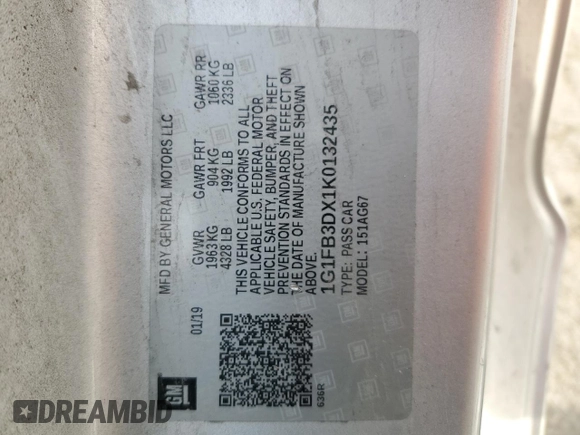 MFD BY GENERAL MOTORS LLC
01/19
GVWR
1963 KG
4328 LB
GAWR FRT
904 KG
1992 LB
GAWR RR
1060 KG
2336 LB
THIS VEHICLE CONFORMS TO ALL
APPLICABLE U.S. FEDERAL MOTOR
VEHICLE SAFETY, BUMPER, AND THEFT
PREVENTION STANDARDS IN EFFECT ON
THE DATE OF MANUFACTURE SHOWN
ABOVE.
1G1FB3DX1K0132435
TYPE: PASS CAR
MODEL: 151AG67
GM
636R
DREAMBID